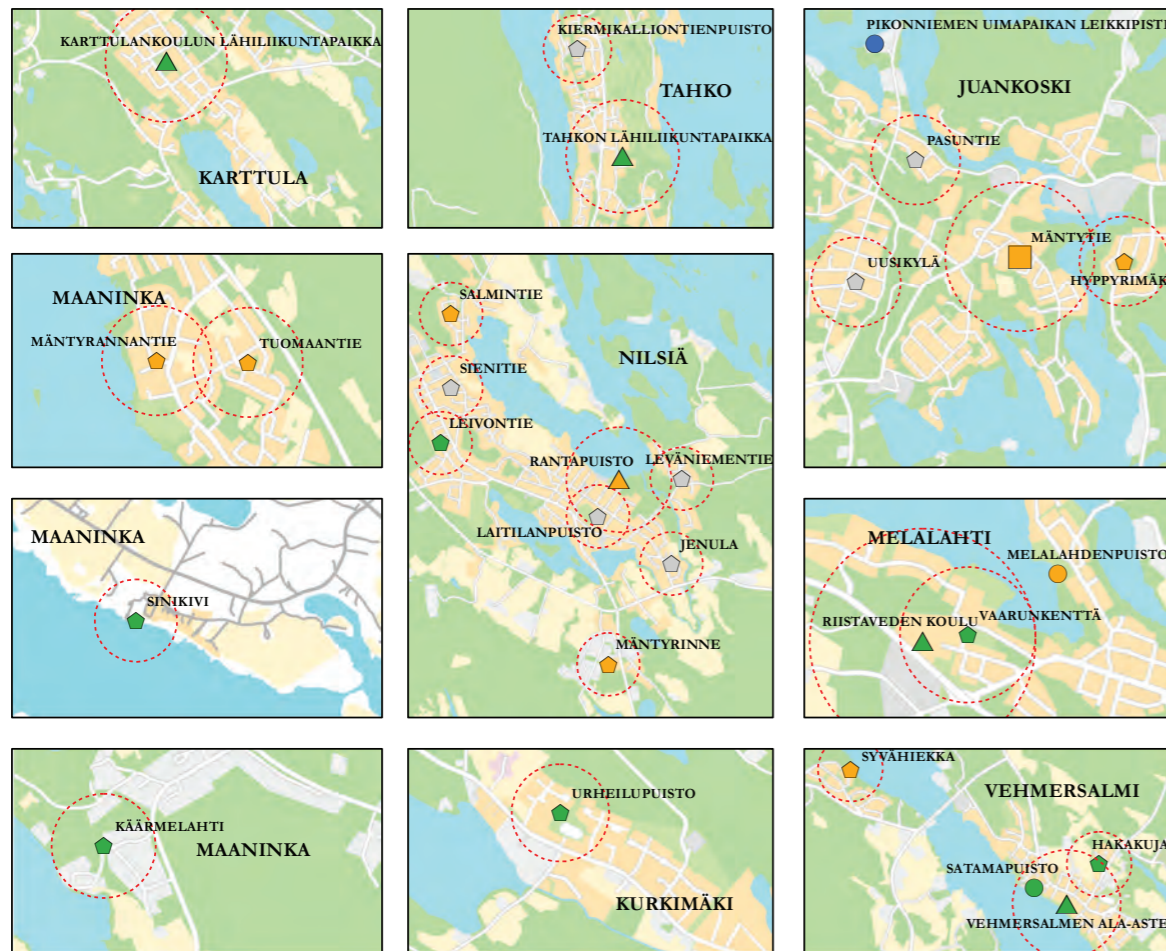 KARTTULANKOULUN LÄHILIIKUNTAPAIKKA
KARTTULA
KIERMIKALLIONTIENPUISTO
TAHKO
TAHKON LÄHILIIKUNTAPAIKKA
PIKONNIEMEN UIMAPAIKAN LEIKKIPIST
JUANKOSKI
PASUNTIE
MÄNTYTIE
UUSIKYLÄ
HYPPYRIMÄK
MAANINKA
MÄNTYRANNANTIE
TUOMAANTIE
SALMINTIE
NILSIÄ
SIENITIE
LEIVONTIE
RANTAPUISTO
LEVÄNIEMENTIE
LAITILANPUISTO
JENULA
MÄNTYRINNE
MAANINKA
SINIKIVI
MELALAHTI
MELALAHDENPUISTO
RIISTAVEDEN KOULU
VAARUNKENTTÄ
KÄÄRMELAHTI
MAANINKA
URHEILUPUISTO
KURKIMÄKI
SYVÄHIEKKA
VEHMERSALMI
HAKAKUJA
SATAMAPUISTO
VEHMERSALMEN ALA-ASTE